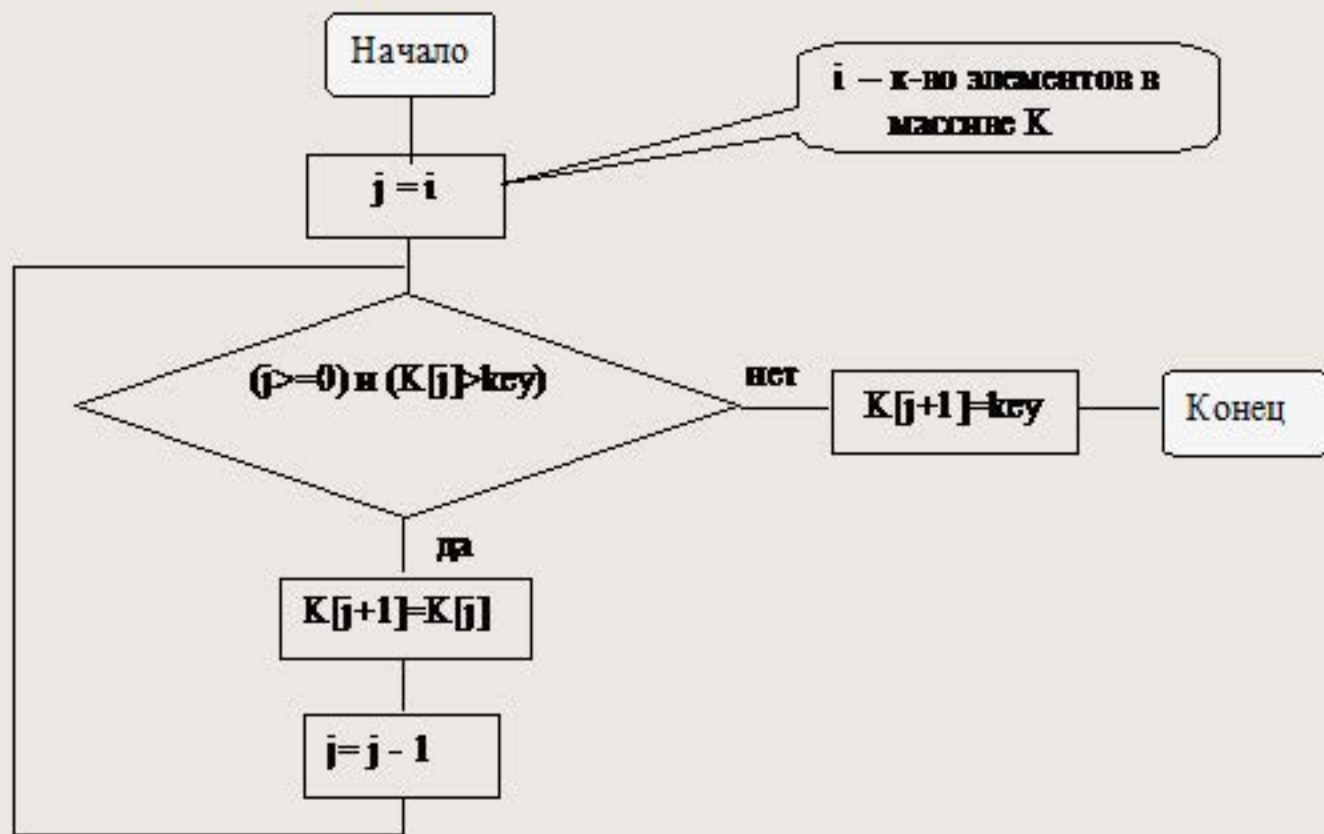 Начало
i – к-во элементов в
массиве K
j = i
(j>=0) и (K[j]>key)
нет
K[j+1]=key
Конец
да
K[j+1]=K[j]
j= j - 1